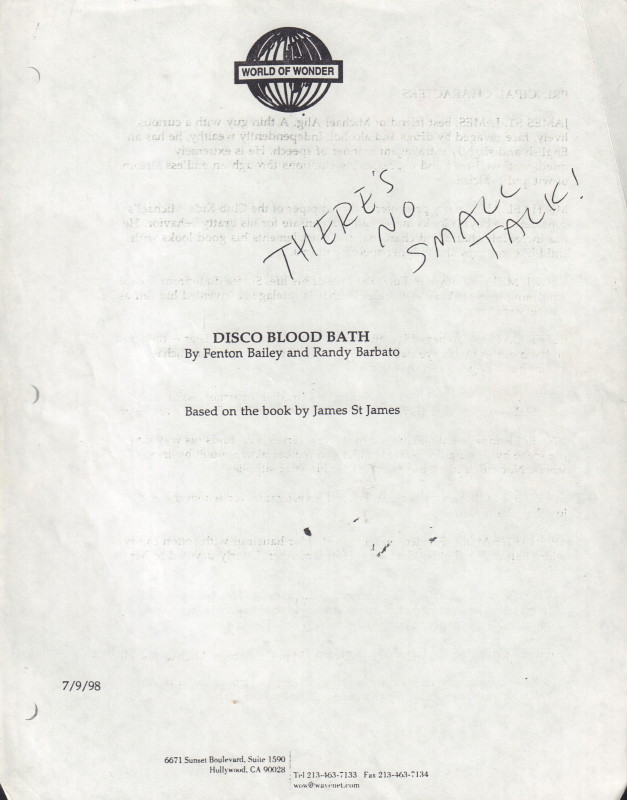 WORLD OF WONDER
THERE'S
NO
SMALL
TALK!
DISCO BLOOD BATH
By Fenton Bailey and Randy Barbato
Based on the book by James St James
7/9/98
6671 Sunset Boulevard, Suite 1590
Hollywood, CA 90028
Tel 213-463-7133 Fax 213-463-7134
wow@wavenet.com